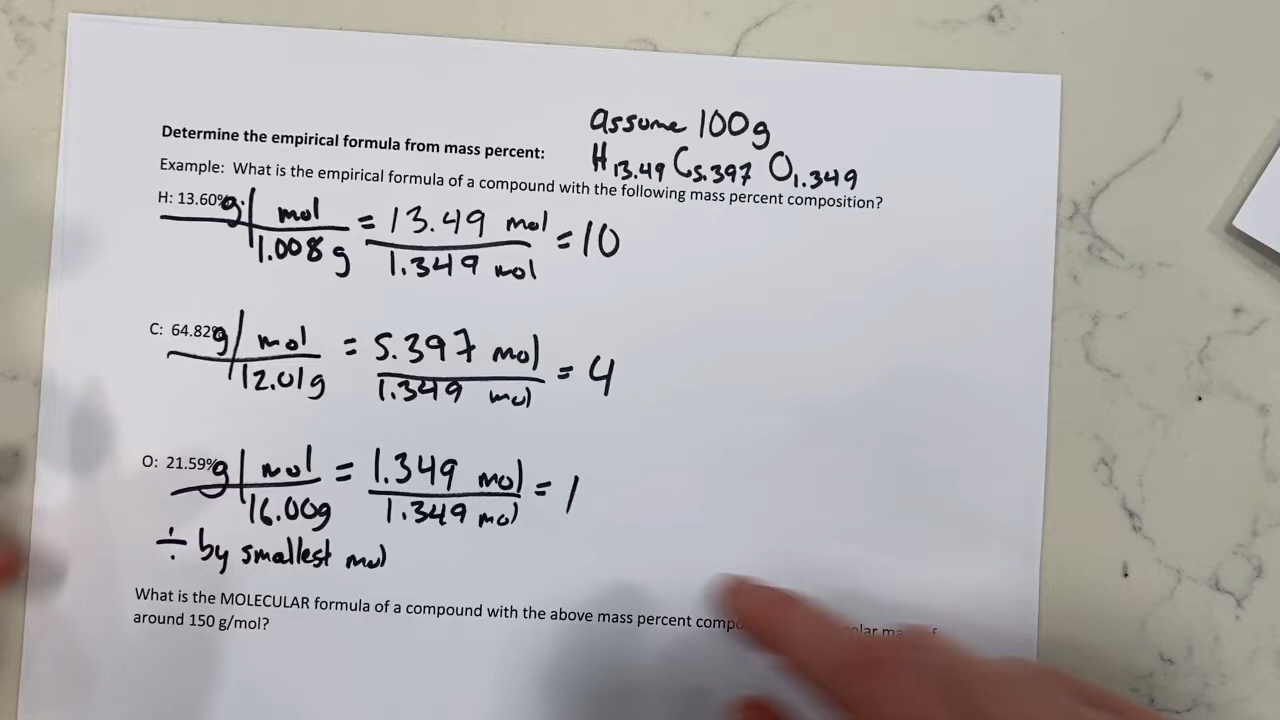 assume 100g
Determine the empirical formula from mass percent:
H13.49 C5.397 O1.349
Example: What is the empirical formula of a compound with the following mass percent composition?
H: 13.60% g | mol = 13.49 mol = 10
1.008 g 1.349 mol
C: 64.82 g | mol = 5.397 mol = 4
12.01g 1.349 mol
O: 21.59% g | mol = 1.349 mol = 1
16.00g 1.349 mol
÷ by smallest mol
What is the MOLECULAR formula of a compound with the above mass percent
around 150 g/mol?